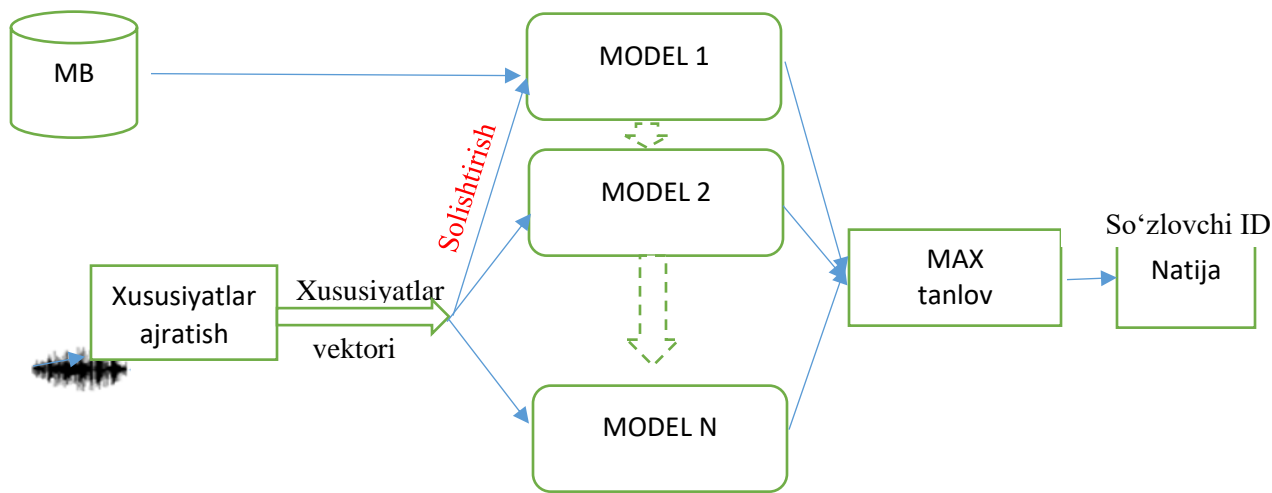 MB
MODEL 1
Solishtirish
MODEL 2
Xususiyatlar
ajratish
Xususiyatlar
vektori
MODEL N
MAX
tanlov
So‘zlovchi ID
Natija